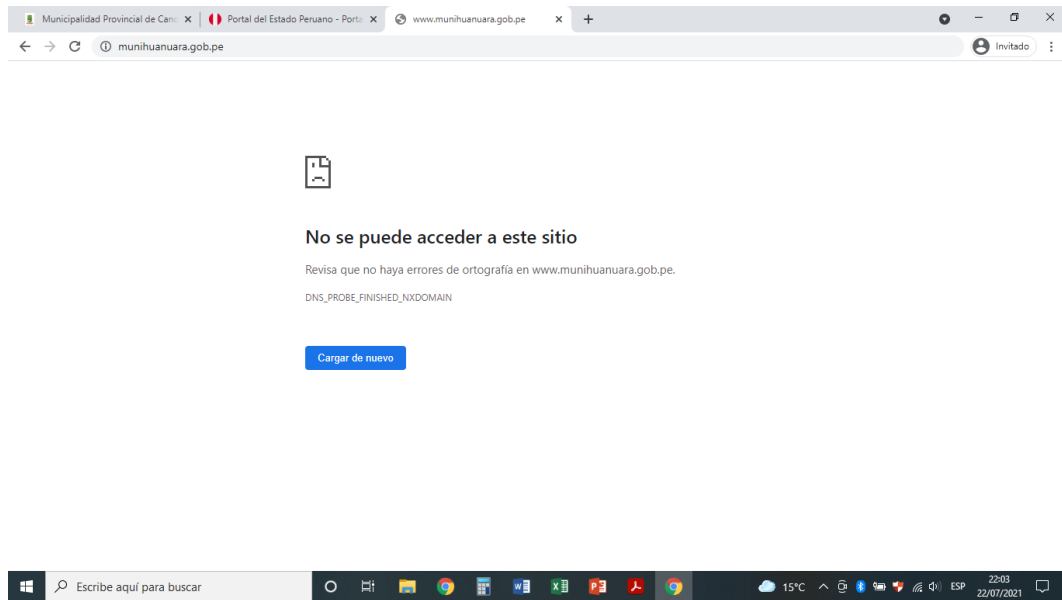 Municipalidad Provincial de Canc
Portal del Estado Peruano - Porta
www.munihuanuara.gob.pe
munihuanuara.gob.pe
Invitado
No se puede acceder a este sitio
Revisa que no haya errores de ortografía en www.munihuanuara.gob.pe.
DNS_PROBE_FINISHED_NXDOMAIN
Cargar de nuevo
Escribe aquí para buscar
15°C
ESP
22:03
22/07/2021